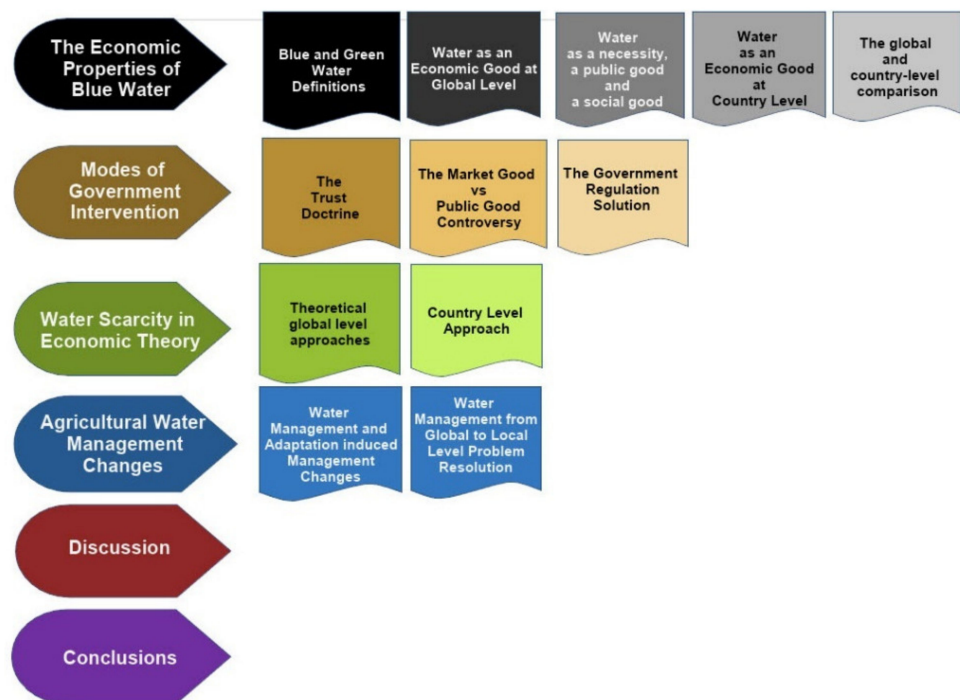 The Economic
Properties of
Blue Water
Blue and Green
Water
Definitions
Water as an
Economic Good at
Global Level
Water
as a necessity,
a public good
and
a social good
Water
as an
Economic Good
at
Country Level
The global
and
country-level
comparison
Modes of
Government
Intervention
The
Trust
Doctrine
The Market Good
vs
Public Good
Controversy
The Government
Regulation
Solution
Water Scarcity in
Economic Theory
Theoretical
global level
approaches
Country Level
Approach
Agricultural Water
Management
Changes
Water
Management and
Adaptation induced
Management
Changes
Water
Management from
Global to Local
Level Problem
Resolution
Discussion
Conclusions